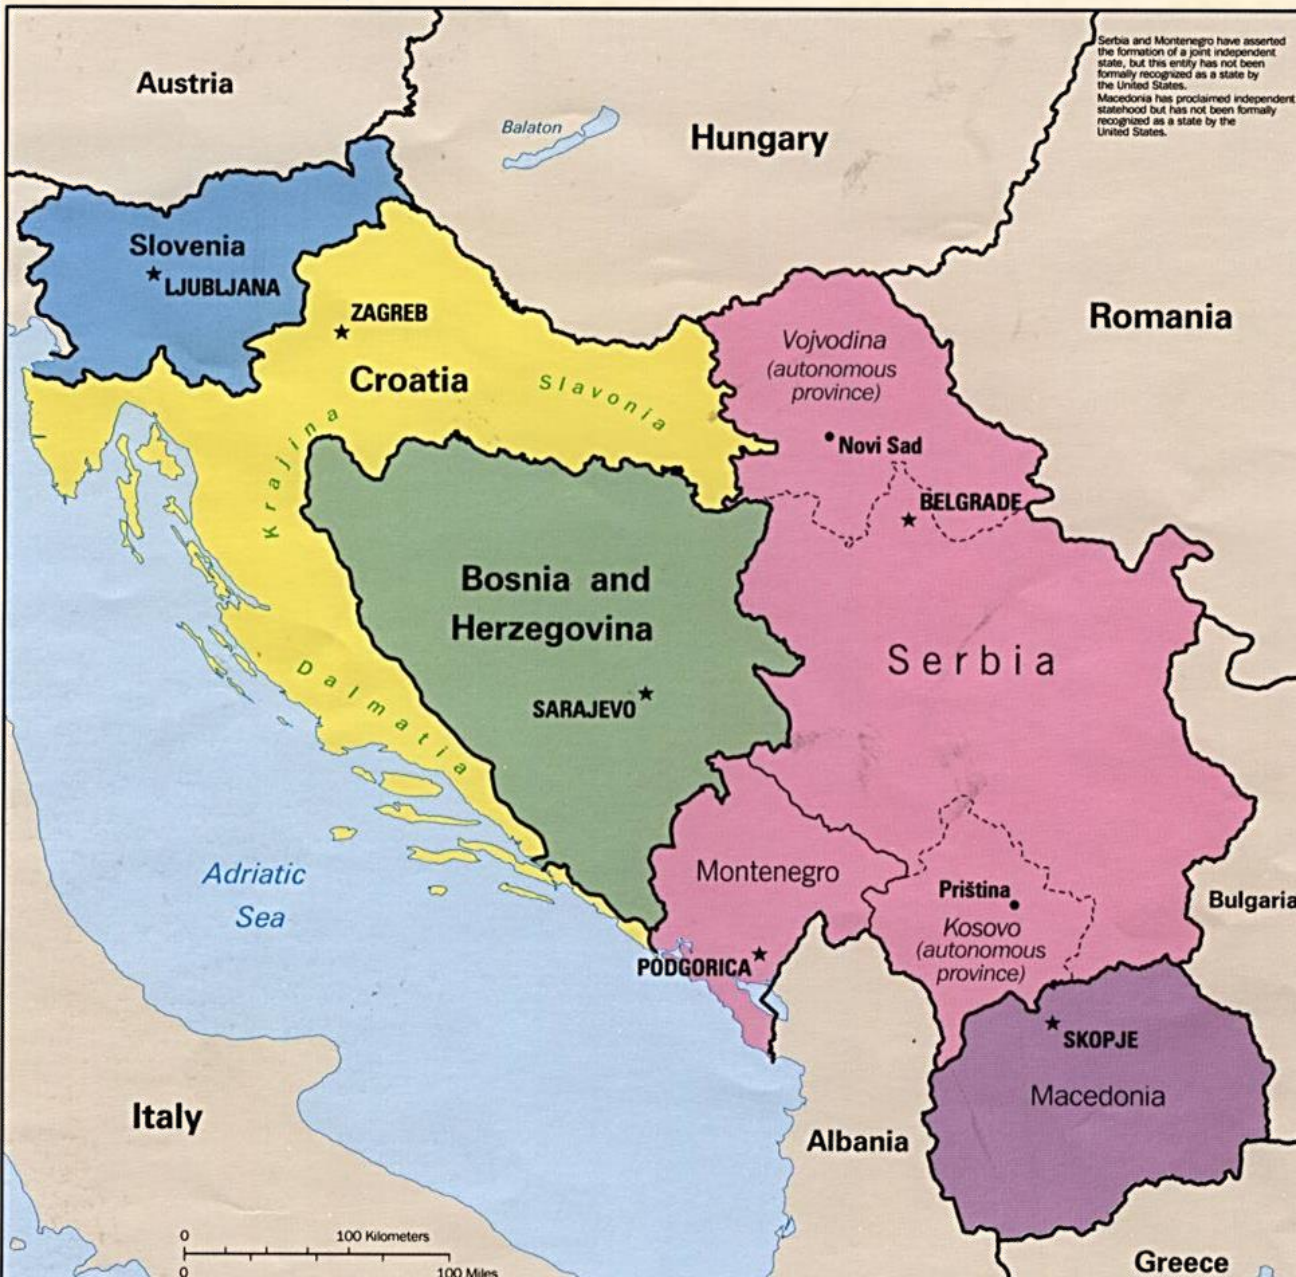 Serbia and Montenegro have asserted
the formation of a joint independent
state, but this entity has not been
formally recognized as a state by
the United States.
Macedonia has proclaimed independent
statehood but has not been formally
recognized as a state by the
United States.
Austria
Balaton
Hungary
Slovenia
LJUBLJANA
ZAGREB
Croatia
Slavonia
Krajina
Vojvodina
(autonomous
province)
Novi Sad
BELGRADE
Romania
Bosnia and
Herzegovina
SARAJEVO
Serbia
Dalmatia
Adriatic
Sea
Montenegro
PODGORICA
Priština
Kosovo
(autonomous
province)
Bulgaria
SKOPJE
Macedonia
Italy
Albania
Greece
0 100 Kilometers
0 100 Miles